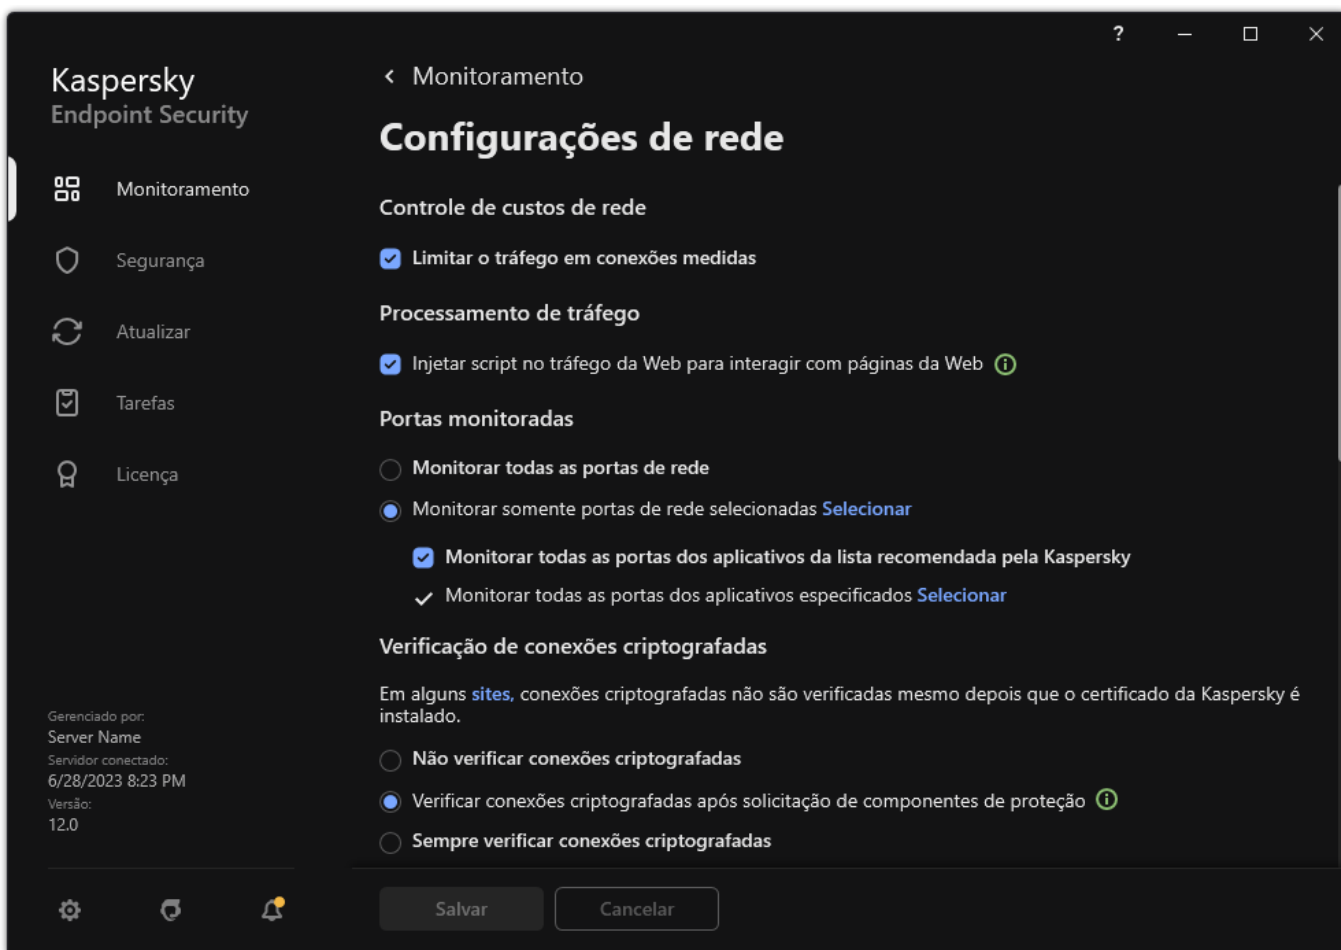 ?
Kaspersky
Endpoint Security
Monitoramento
Segurança
Atualizar
Tarefas
Licença
Gerenciado por:
Server Name
Servidor conectado:
6/28/2023 8:23 PM
Versão:
12.0
Monitoramento
Configurações de rede
Controle de custos de rede
Limitar o tráfego em conexões medidas
Processamento de tráfego
Injetar script no tráfego da Web para interagir com páginas da Web
Portas monitoradas
Monitorar todas as portas de rede
Monitorar somente portas de rede selecionadas Selecionar
Monitorar todas as portas dos aplicativos da lista recomendada pela Kaspersky
Monitorar todas as portas dos aplicativos especificados Selecionar
Verificação de conexões criptografadas
Em alguns sites, conexões criptografadas não são verificadas mesmo depois que o certificado da Kaspersky é
instalado.
Não verificar conexões criptografadas
Verificar conexões criptografadas após solicitação de componentes de proteção
Sempre verificar conexões criptografadas
Salvar
Cancelar